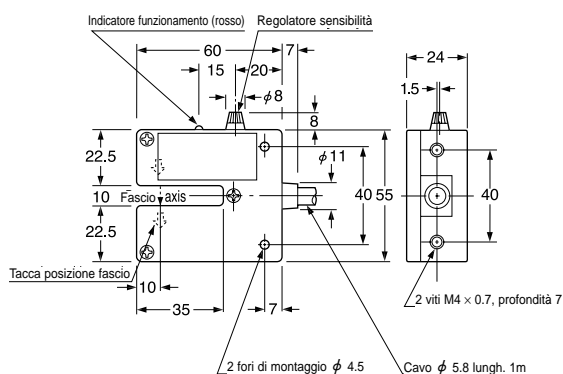 Indicatore funzionamento (rosso)
Regolatore sensibilità
60
7
24
15
20
1.5
ϕ8
8
22.5
ϕ11
10
Fascio axis
40
55
40
22.5
Tacca posizione fascio
10
35
7
2 viti M4 × 0.7, profondità 7
2 fori di montaggio ϕ 4.5
Cavo ϕ 5.8 lungh. 1m